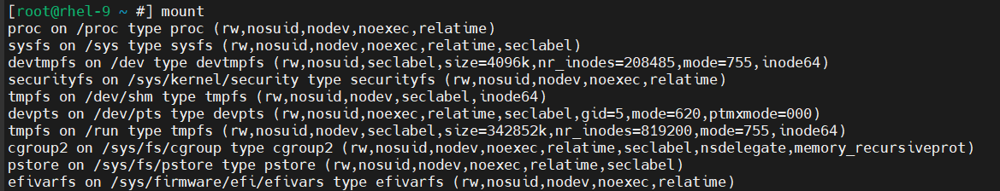 [root@rhel-9 ~ #] mount
proc on /proc type proc (rw,nosuid,nodev,noexec,relatime)
sysfs on /sys type sysfs (rw,nosuid,nodev,noexec,relatime,seclabel)
devtmpfs on /dev type devtmpfs (rw,nosuid,seclabel,size=4096k,nr_inodes=208485,mode=755,inode64)
securityfs on /sys/kernel/security type securityfs (rw,nosuid,nodev,noexec,relatime)
tmpfs on /dev/shm type tmpfs (rw,nosuid,nodev,seclabel,inode64)
devpts on /dev/pts type devpts (rw,nosuid,noexec,relatime,seclabel,gid=5,mode=620,ptmxmode=000)
tmpfs on /run type tmpfs (rw,nosuid,nodev,seclabel,size=342852k,nr_inodes=819200,mode=755,inode64)
cgroup2 on /sys/fs/cgroup type cgroup2 (rw,nosuid,nodev,noexec,relatime,seclabel,nsdelegate,memory_recursiveprot)
pstore on /sys/fs/pstore type pstore (rw,nosuid,nodev,noexec,relatime,seclabel)
efivarfs on /sys/firmware/efi/efivars type efivarfs (rw,nosuid,nodev,noexec,relatime)